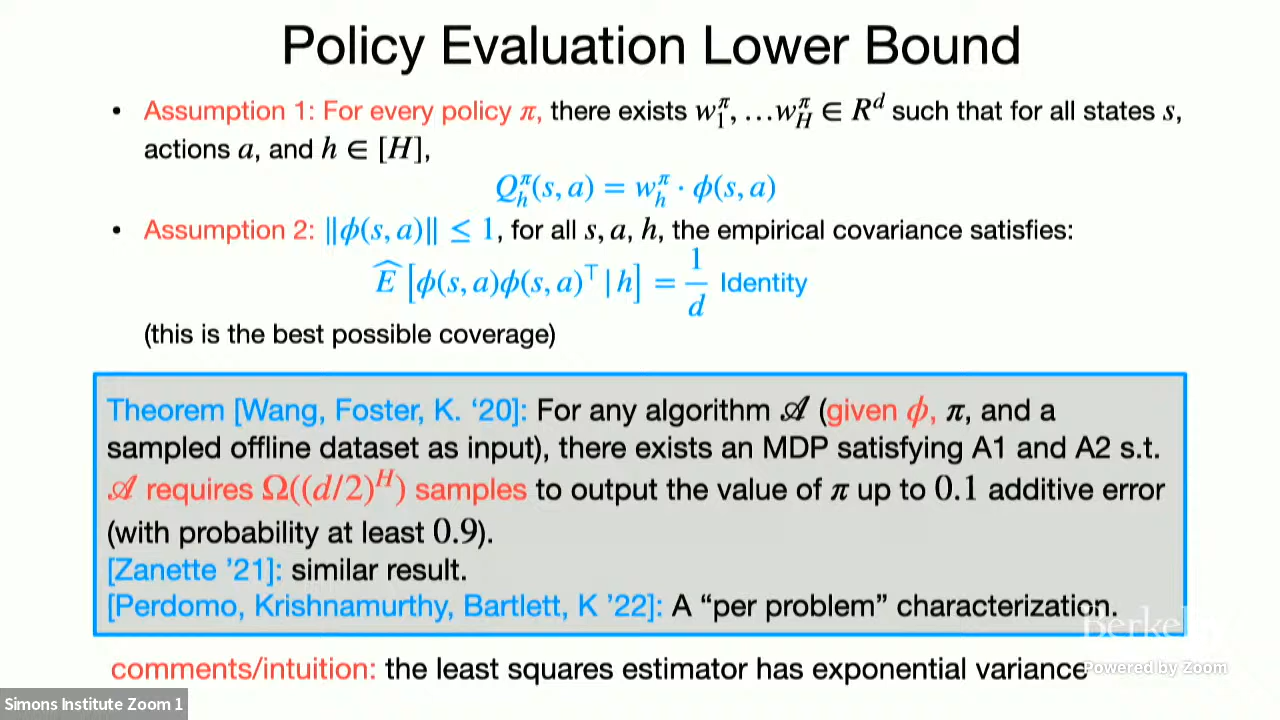 Policy Evaluation Lower Bound
• Assumption 1: For every policy π, there exists w₁^π, …w_H^π ∈ R^d such that for all states s,
actions a, and h ∈ [H],
Q_h^π(s, a) = w_h^π · ϕ(s, a)
• Assumption 2: ‖ϕ(s, a)‖ ≤ 1, for all s, a, h, the empirical covariance satisfies:
Ê [ϕ(s, a)ϕ(s, a)^⊤ | h] = 1/d Identity
(this is the best possible coverage)
Theorem [Wang, Foster, K. ‘20]: For any algorithm 𝒜 (given ϕ, π, and a
sampled offline dataset as input), there exists an MDP satisfying A1 and A2 s.t.
𝒜 requires Ω((d/2)^H) samples to output the value of π up to 0.1 additive error
(with probability at least 0.9).
[Zanette ’21]: similar result.
[Perdomo, Krishnamurthy, Bartlett, K ’22]: A “per problem” characterization.
comments/intuition: the least squares estimator has exponential variance
Powered by Zoom
Simons Institute Zoom 1